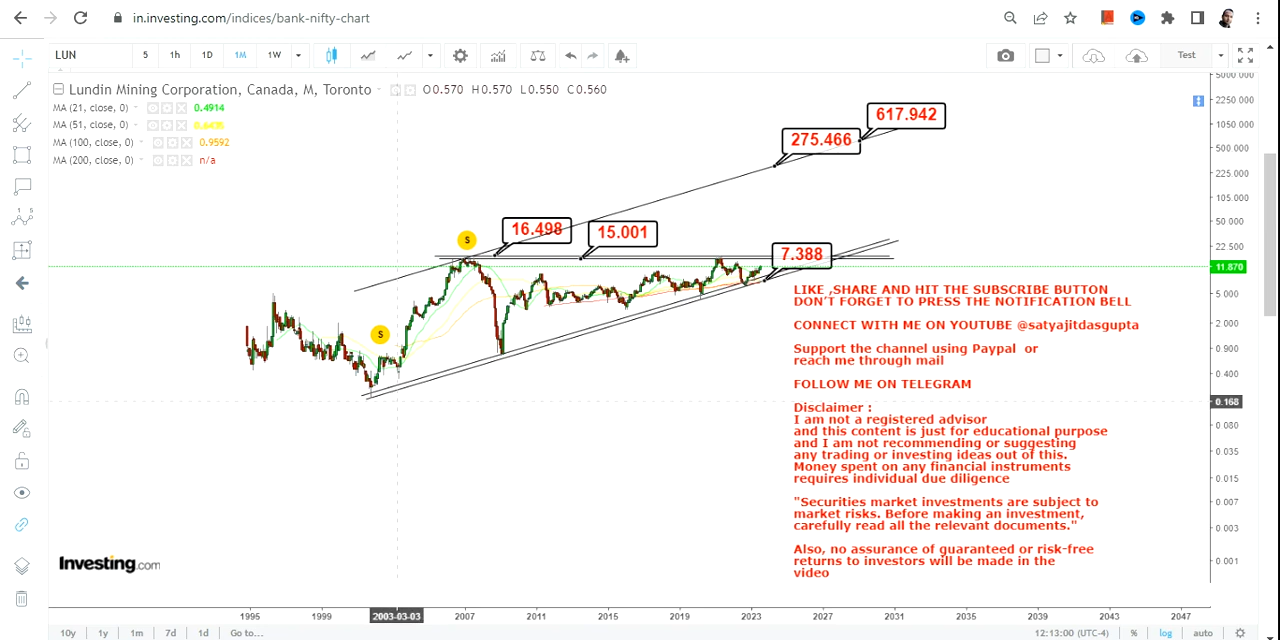 in.investing.com/indices/bank-nifty-chart
LUN 5 1h 1D 1M 1W Test
Lundin Mining Corporation, Canada, M, Toronto O0.570 H0.570 L0.550 C0.560
MA (21, close, 0) 0.4914
MA (51, close, 0)
MA (100, close, 0) 0.9592
MA (200, close, 0) n/a
617.942
275.466
16.498
15.001
7.388
S
S
5000.000
2250.000
1050.000
500.000
225.000
105.000
50.000
22.500
11.870
5.000
2.000
0.900
0.400
0.168
0.080
0.035
0.015
0.007
0.003
0.001
LIKE ,SHARE AND HIT THE SUBSCRIBE BUTTON
DON'T FORGET TO PRESS THE NOTIFICATION BELL
CONNECT WITH ME ON YOUTUBE @satyajitdasgupta
Support the channel using Paypal or
reach me through mail
FOLLOW ME ON TELEGRAM
Disclaimer :
I am not a registered advisor
and this content is just for educational purpose
and I am not recommending or suggesting
any trading or investing ideas out of this.
Money spent on any financial instruments
requires individual due diligence
"Securities market investments are subject to
market risks. Before making an investment,
carefully read all the relevant documents."
Also, no assurance of guaranteed or risk-free
returns to investors will be made in the
video
Investing.com
1995 1999 2003-03-03 2007 2011 2015 2019 2023 2027 2031 2035 2039 2043 2047
10y 1y 1m 7d 1d Go to... 12:13:00 (UTC-4) % log auto